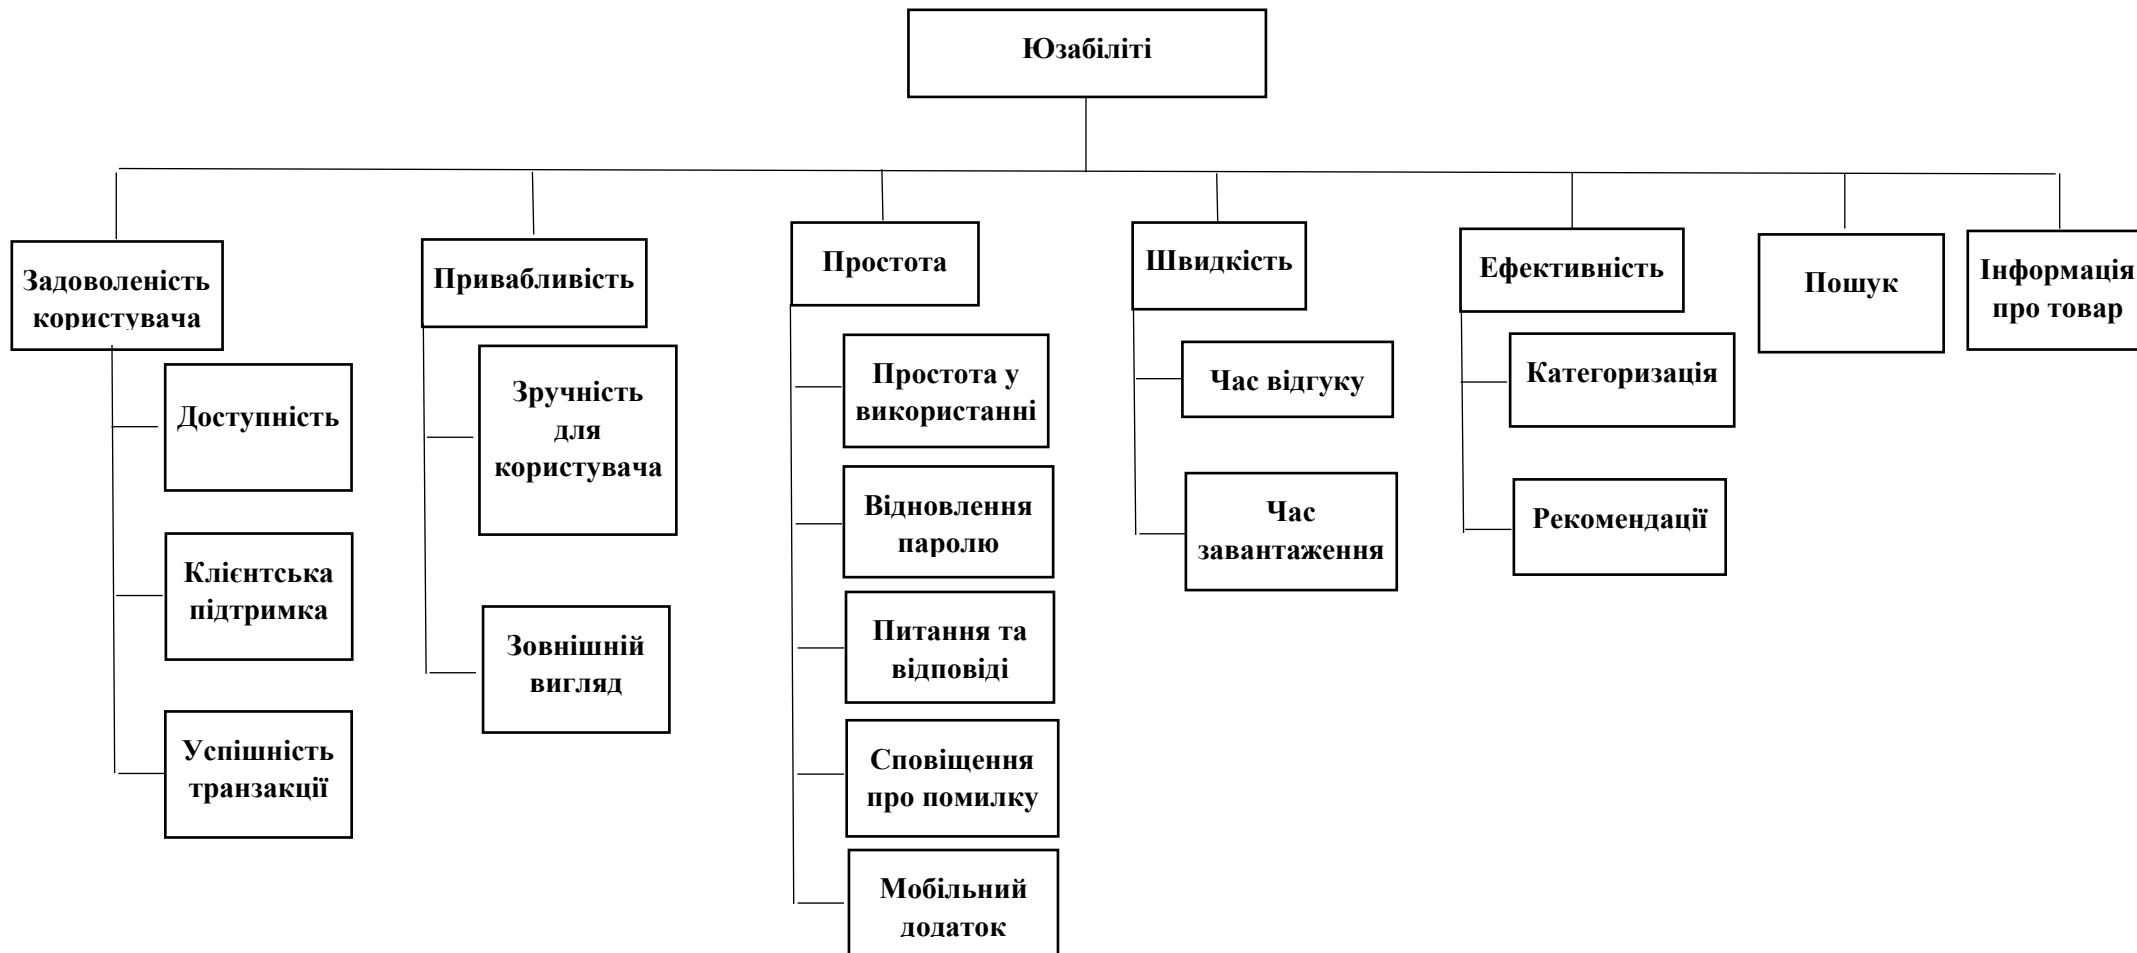 Юзабіліті
Задоволеність
користувача
Привабливість
Простота
Швидкість
Ефективність
Пошук
Інформація
про товар
Доступність
Клієнтська
підтримка
Успішність
транзакції
Зручність
для
користувача
Зовнішній
вигляд
Простота у
використанні
Відновлення
паролю
Питання та
відповіді
Сповіщення
про помилку
Мобільний
додаток
Час відгуку
Час
завантаження
Категоризація
Рекомендації